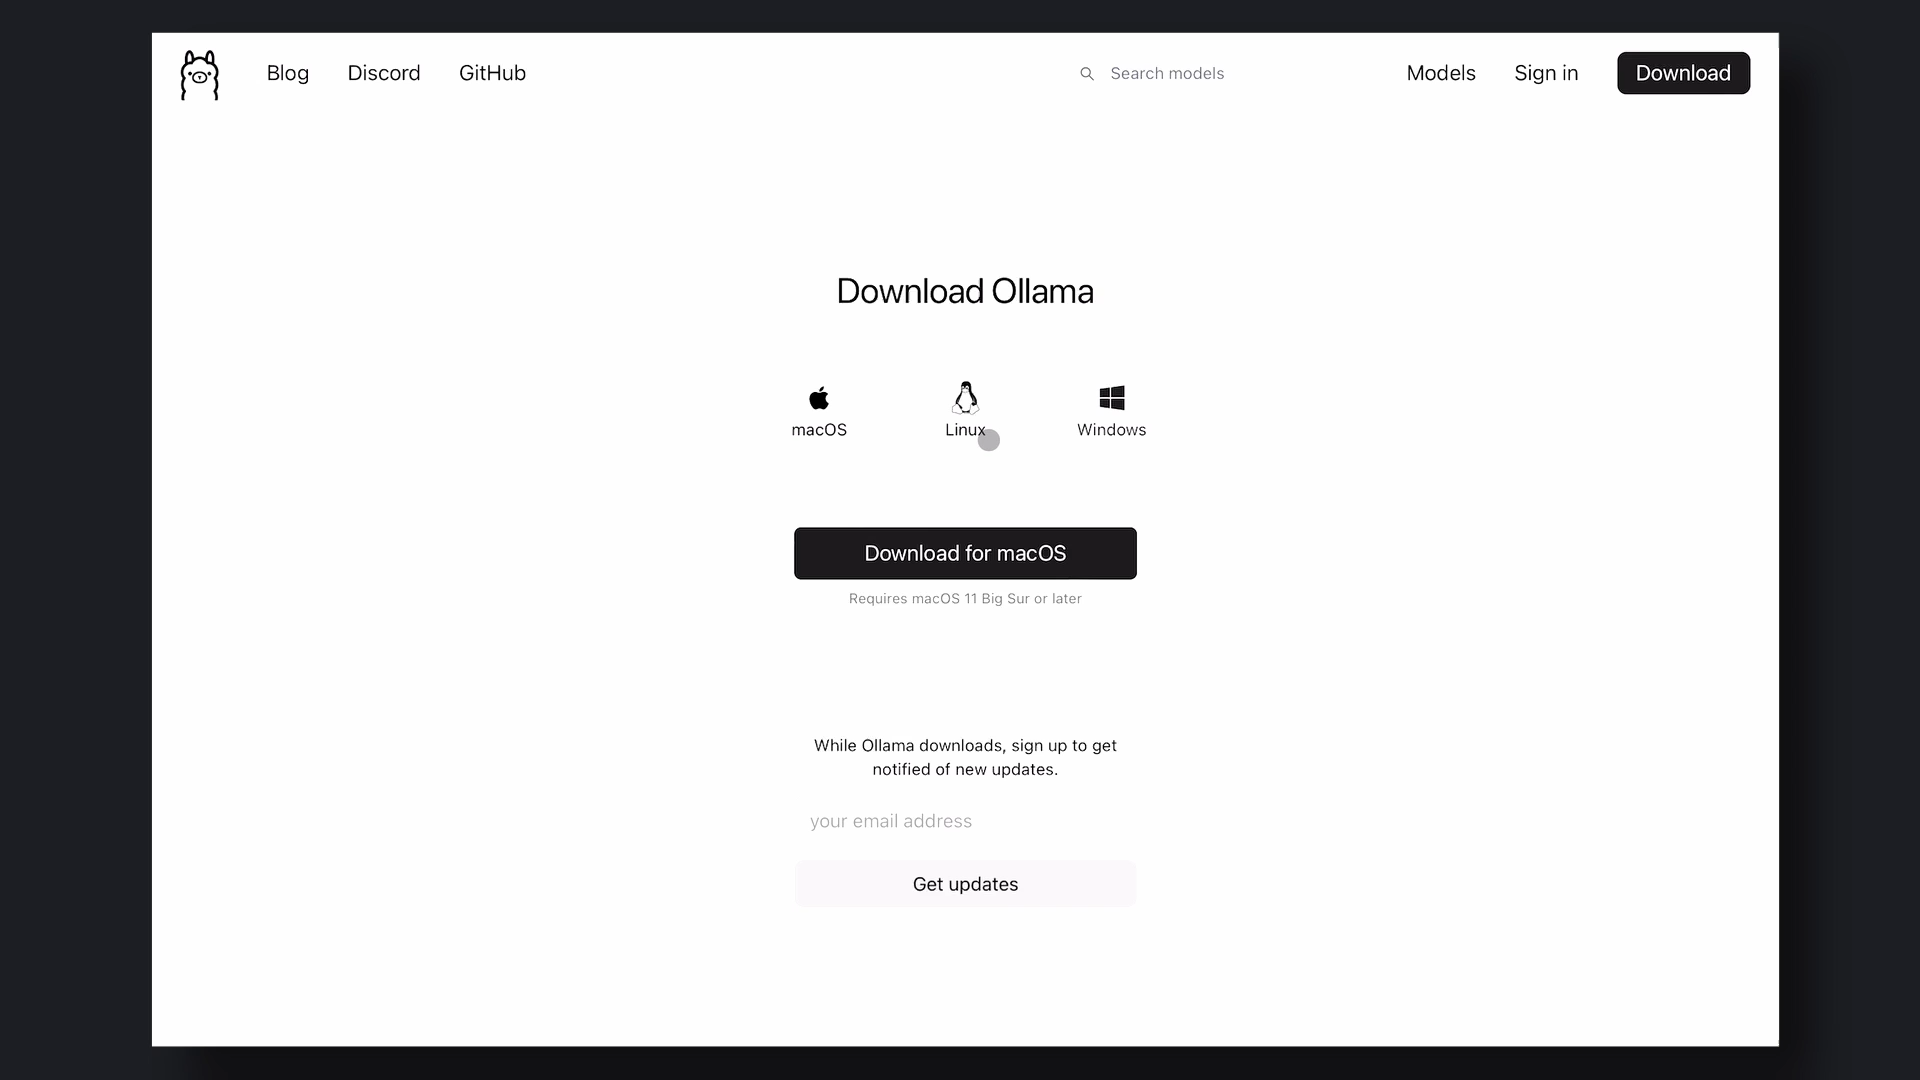 Blog
Discord
GitHub
Search models
Models
Sign in
Download
Download Ollama
macOS
Linux
Windows
Download for macOS
Requires macOS 11 Big Sur or later
While Ollama downloads, sign up to get
notified of new updates.
your email address
Get updates